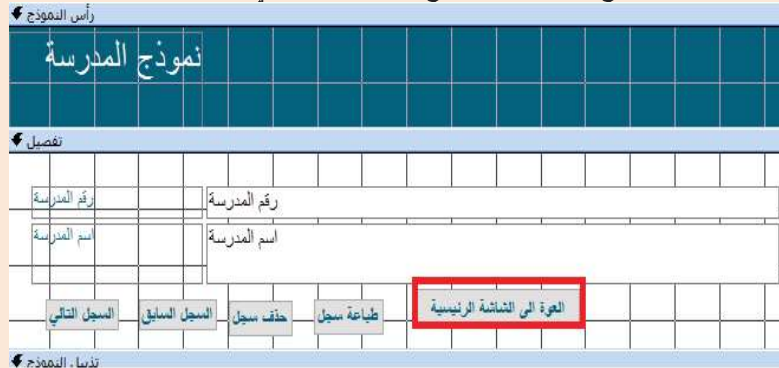 رأس النموذج
نموذج المدرسة
تفصيل
رقم المدرسة رقم المدرسة
اسم المدرسة اسم المدرسة
العوة الى الشاشة الرئيسية طباعة سجل حذف سجل السجل السابق السجل التالي
تذييل النموذج